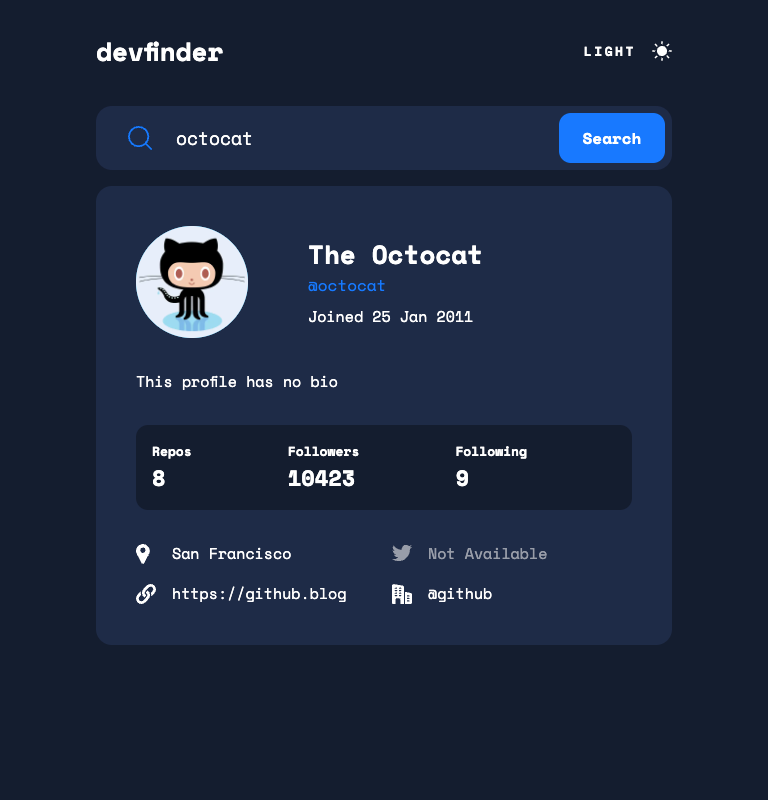 devfinder
LIGHT
octocat
Search
The Octocat
@octocat
Joined 25 Jan 2011
This profile has no bio
Repos Followers Following
8 10423 9
San Francisco Not Available
https://github.blog @github